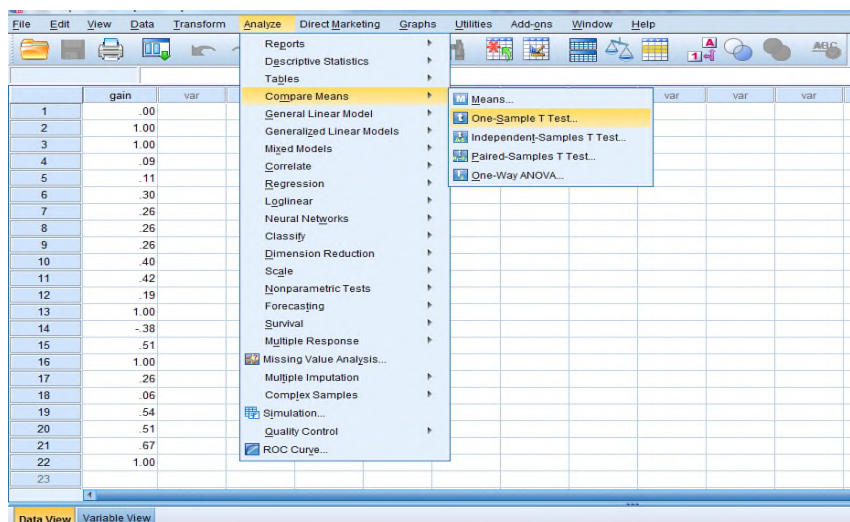 File Edit View Data Transform Analyze Direct Marketing Graphs Utilities Add-ons Window Help
Reports
Descriptive Statistics
Tables
Compare Means
General Linear Model
Generalized Linear Models
Mixed Models
Correlate
Regression
Loglinear
Neural Networks
Classify
Dimension Reduction
Scale
Nonparametric Tests
Forecasting
Survival
Multiple Response
Missing Value Analysis...
Multiple Imputation
Complex Samples
Simulation...
Quality Control
ROC Curve...
Means...
One-Sample T Test...
Independent-Samples T Test...
Paired-Samples T Test...
One-Way ANOVA...
gain var var var var
1 .00
2 1.00
3 1.00
4 .09
5 .11
6 .30
7 .26
8 .26
9 .26
10 .40
11 .42
12 .19
13 1.00
14 -.38
15 .51
16 1.00
17 .26
18 .06
19 .54
20 .51
21 .67
22 1.00
23
Data View Variable View